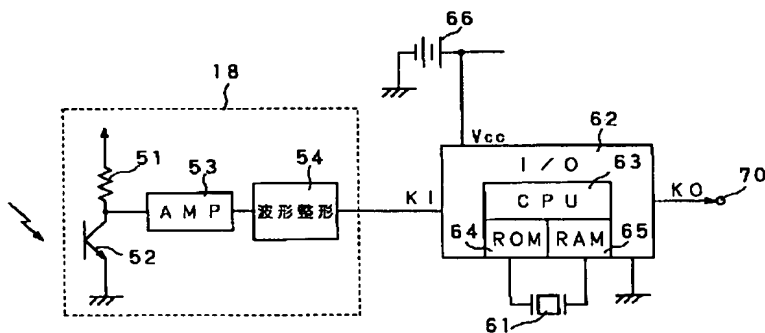 66
18
Vcc
62
I/O
63
51
53
54
AMP
波形整形
KI
CPU
KO
70
52
64
ROM
RAM
65
61